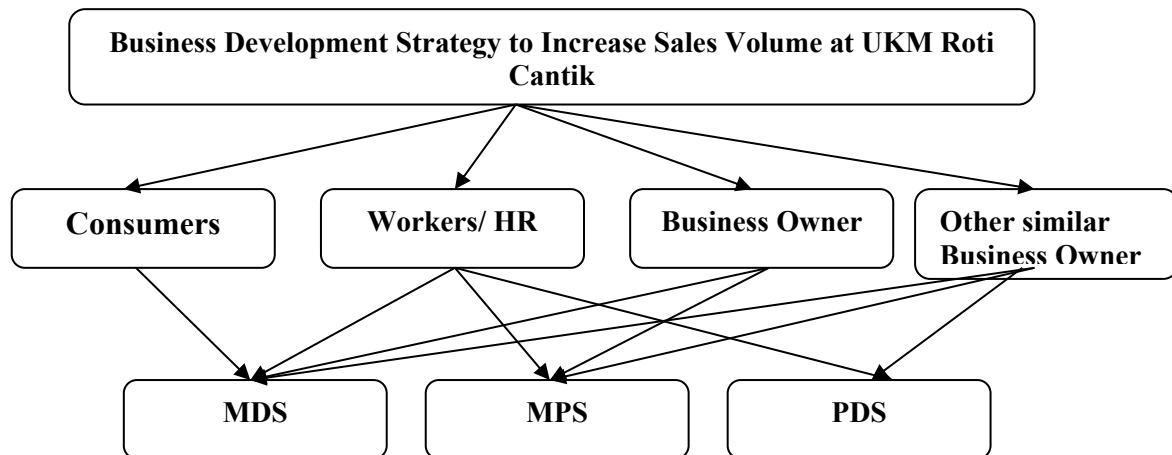 Business Development Strategy to Increase Sales Volume at UKM Roti
Cantik
Consumers
Workers/ HR
Business Owner
Other similar
Business Owner
MDS
MPS
PDS